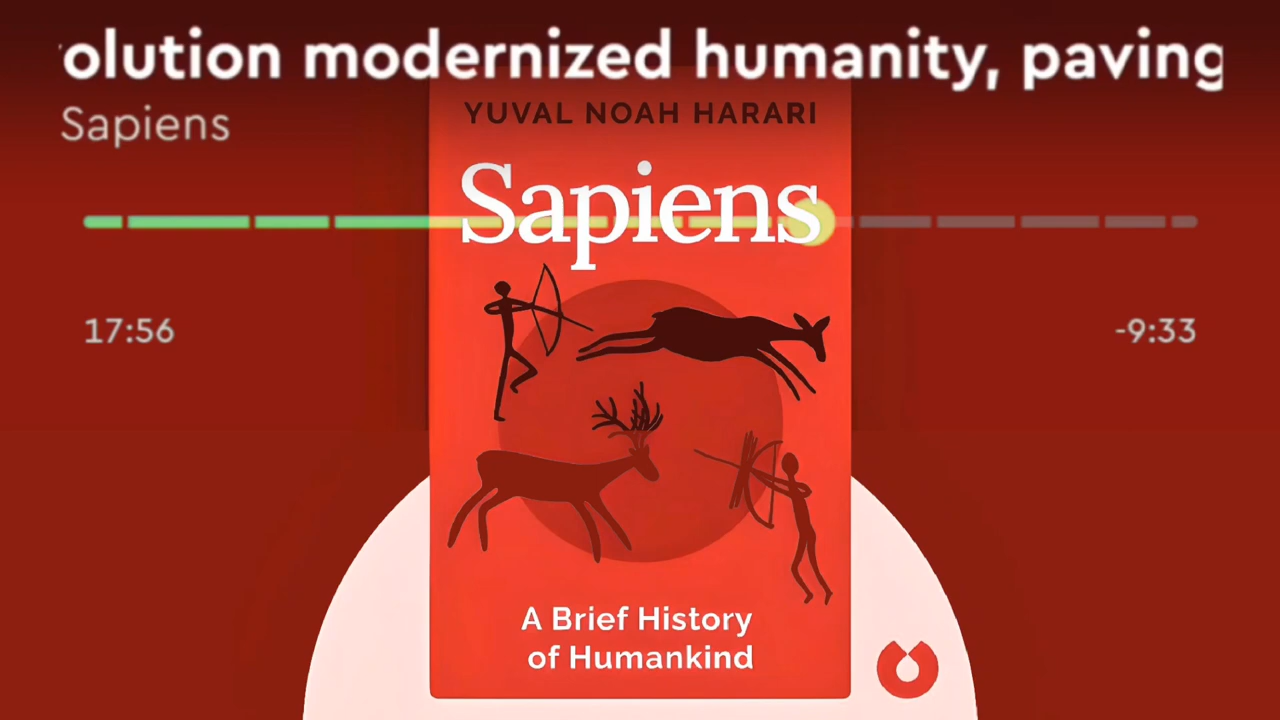 olution modernized humanity, paving
Sapiens
YUVAL NOAH HARARI
Sapiens
17:56
-9:33
A Brief History
of Humankind